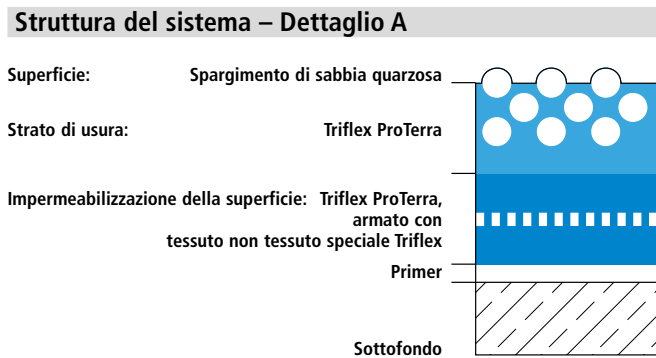 Struttura del sistema – Dettaglio A
Superficie: Spargimento di sabbia quarzosa
Strato di usura: Triflex ProTerra
Impermeabilizzazione della superficie: Triflex ProTerra,
armato con
tessuto non tessuto speciale Triflex
Primer
Sottofondo